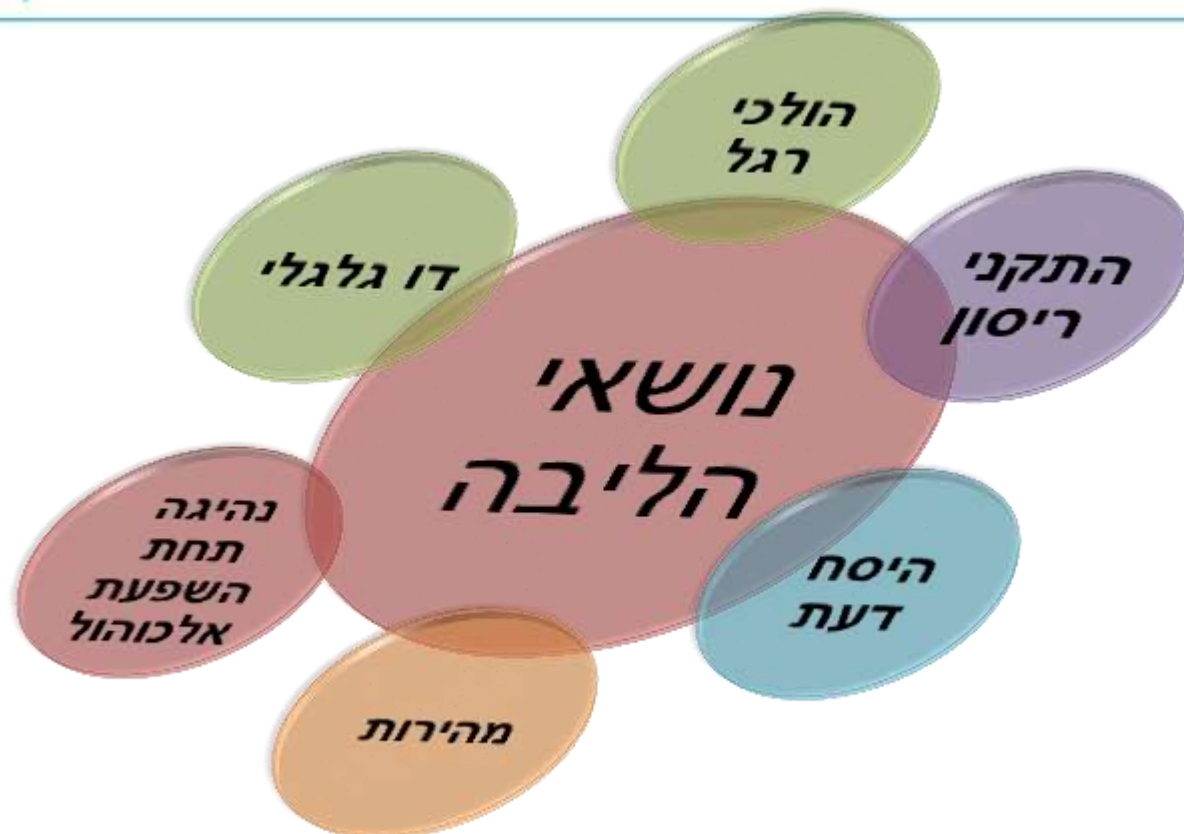 הולכי
רגל
התקני
ריסון
דו גלגלי
נושאי
הליבה
היסח
דעת
נהיגה
תחת
השפעת
אלכוהול
מהירות